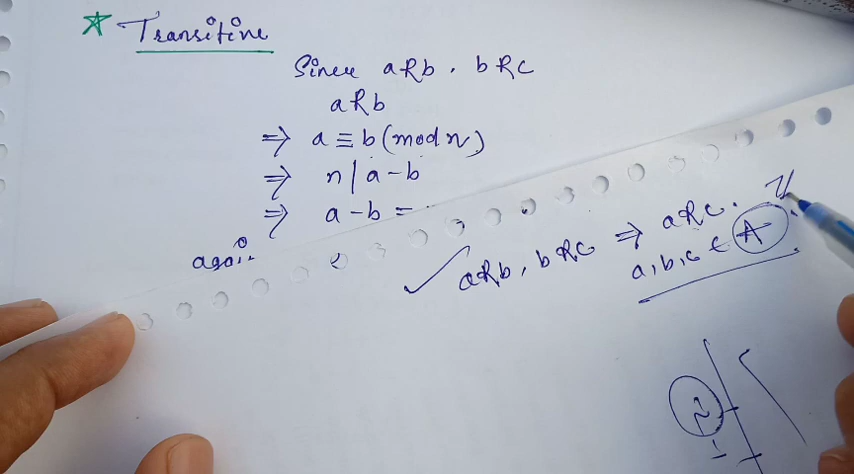 * Transitive
Since aRb, bRc
aRb
⇒ a ≡ b (mod n)
⇒ n | a-b
⇒ a-b =
again
✓ aRb, bRc ⇒ aRc.
a, b, c ∈ A